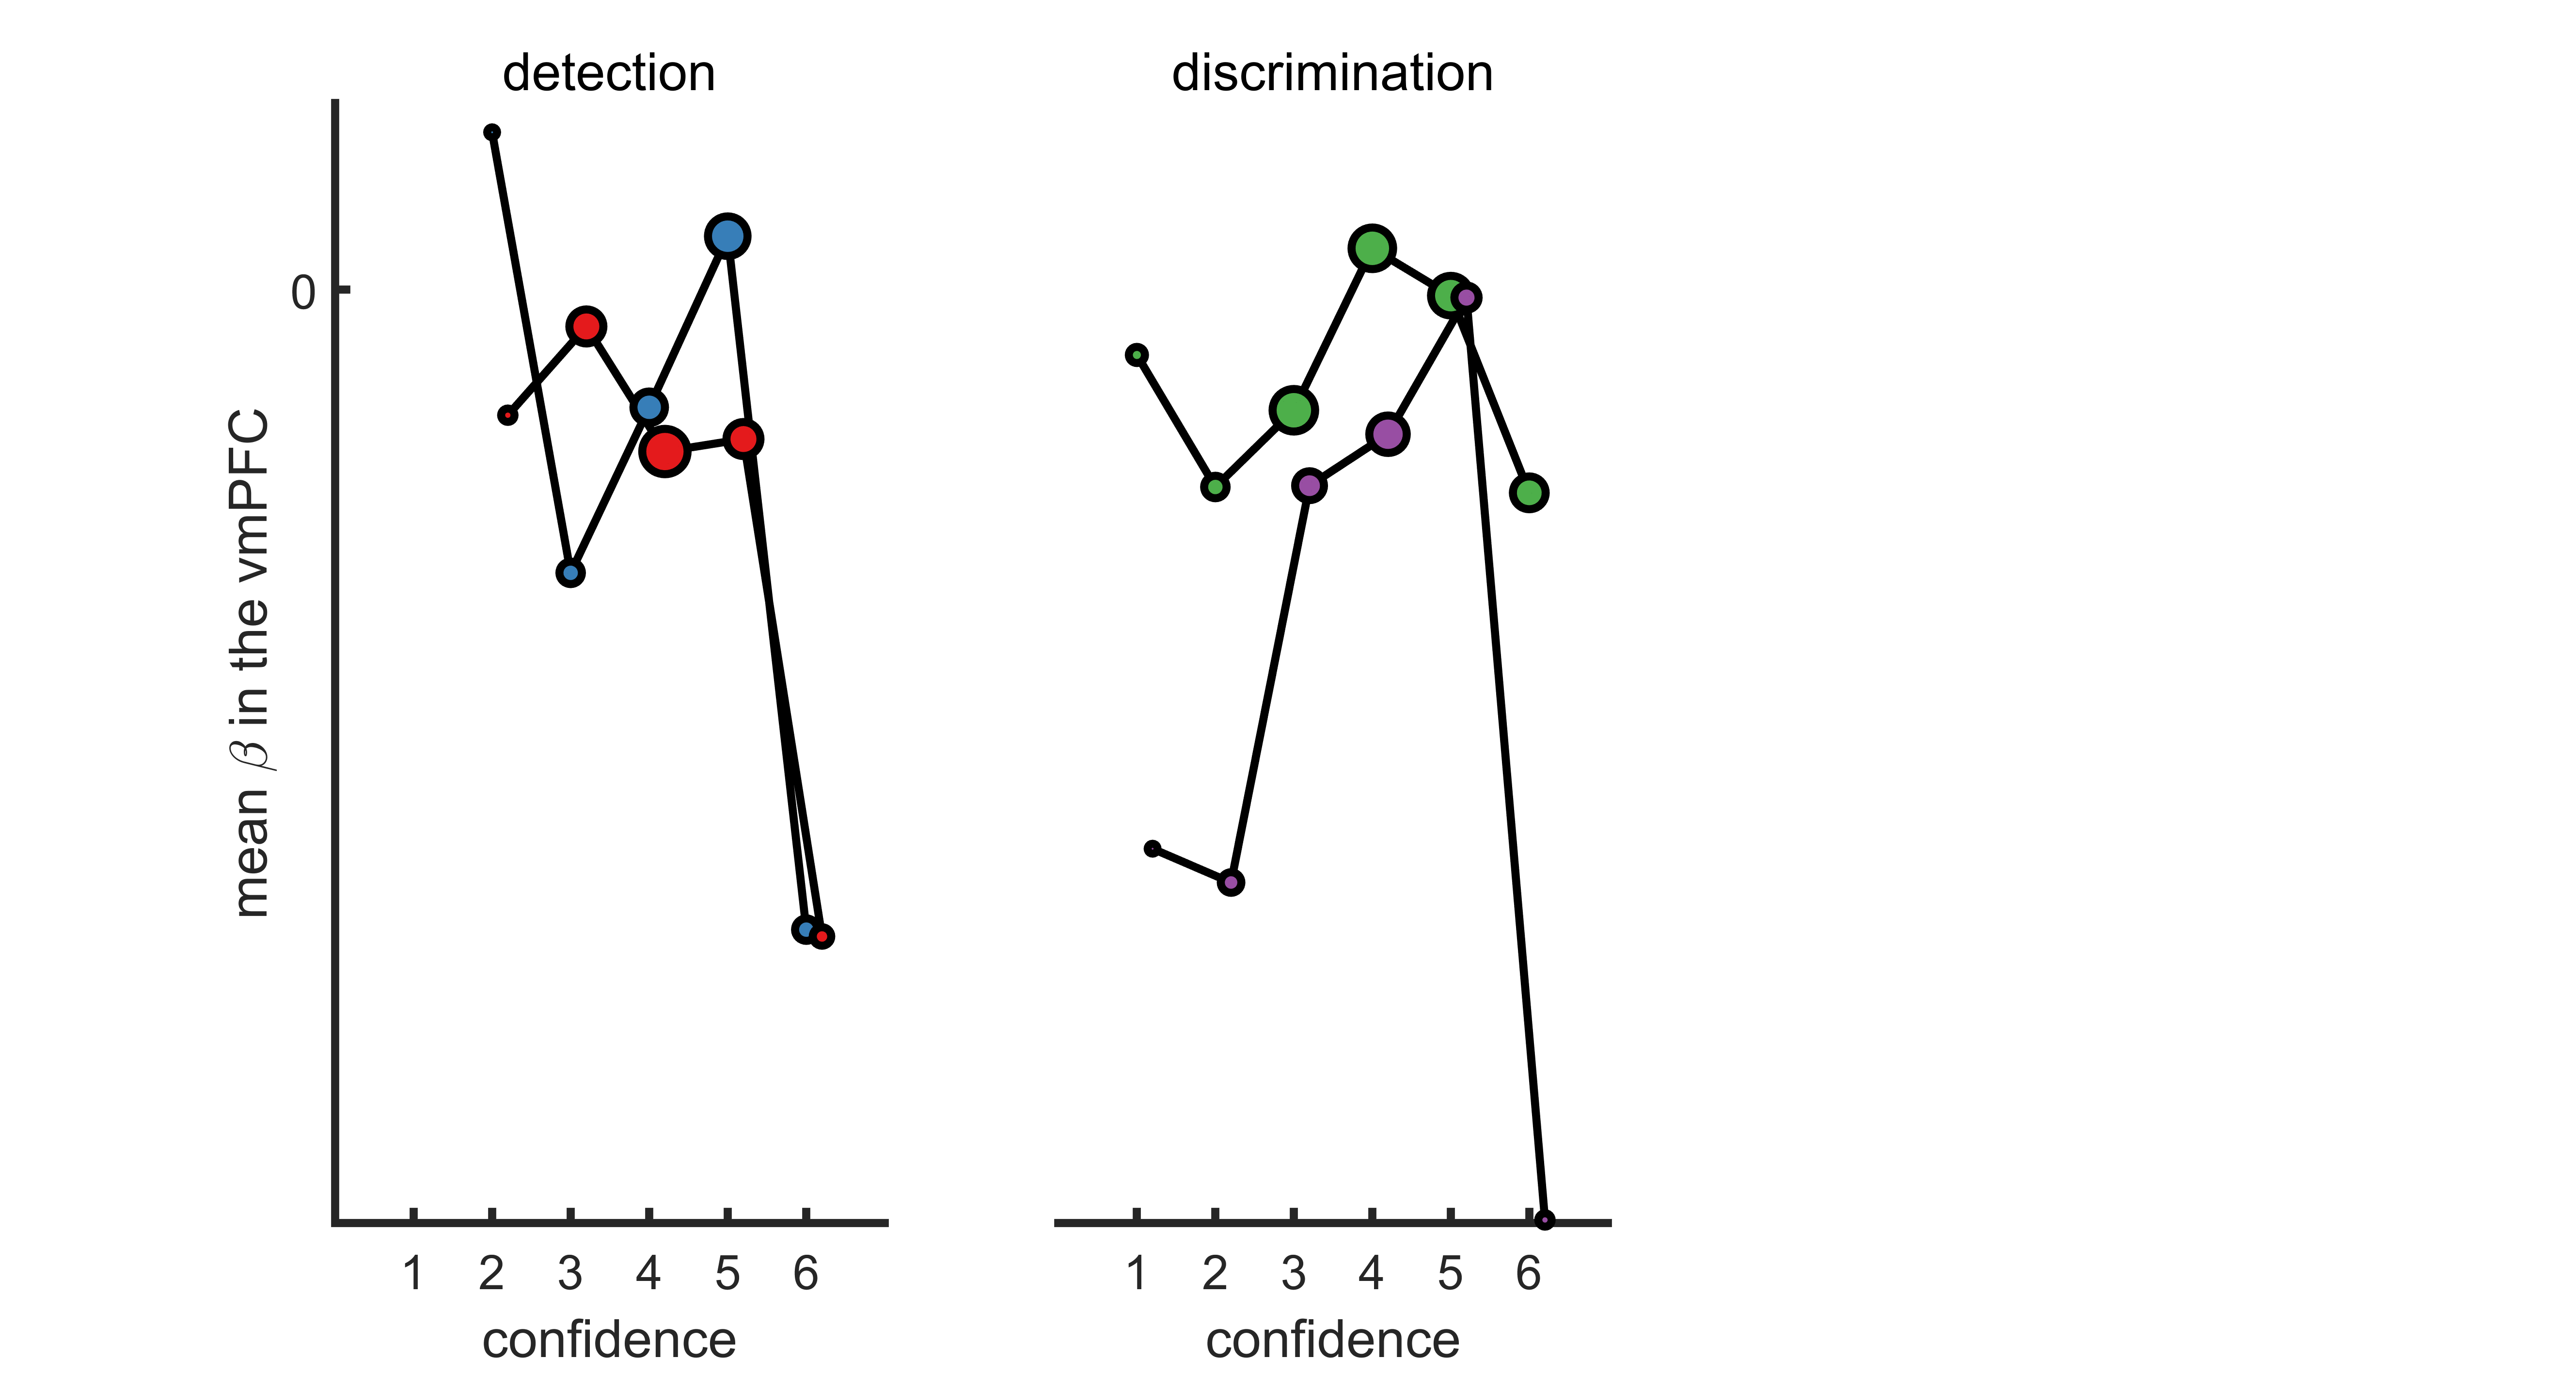 detection
discrimination
0
mean β in the vmPFC
1 2 3 4 5 6
1 2 3 4 5 6
confidence
confidence